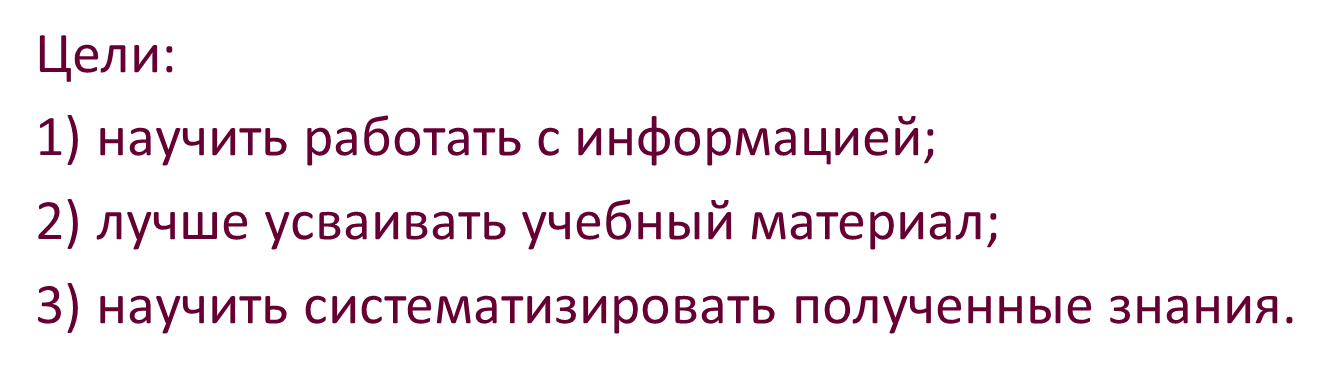 Цели:
1) научить работать с информацией;
2) лучше усваивать учебный материал;
3) научить систематизировать полученные знания.